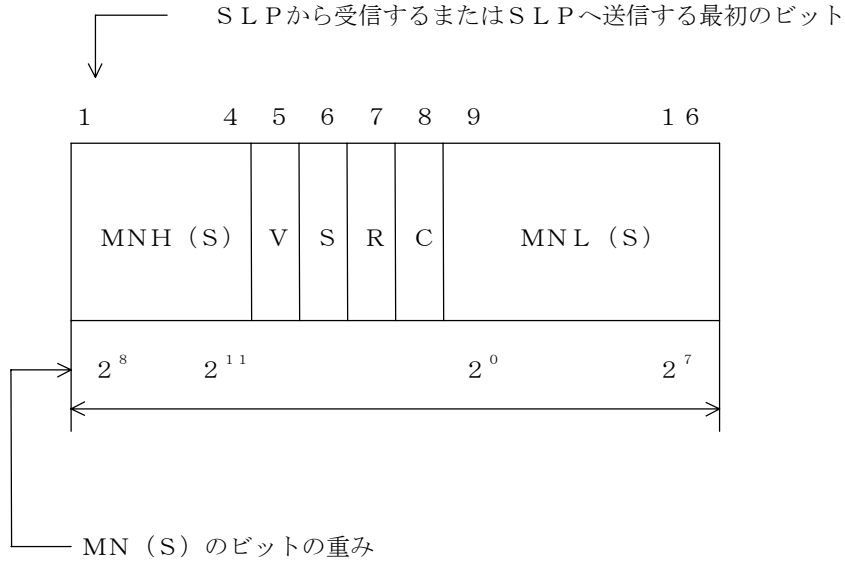 ＳＬＰから受信するまたはＳＬＰへ送信する最初のビット
１ ４ ５ ６ ７ ８ ９ １６
ＭＮＨ（Ｓ） Ｖ Ｓ Ｒ Ｃ ＭＮＬ（Ｓ）
２⁸ ２¹¹ ２⁰ ２⁷
ＭＮ（Ｓ）のビットの重み